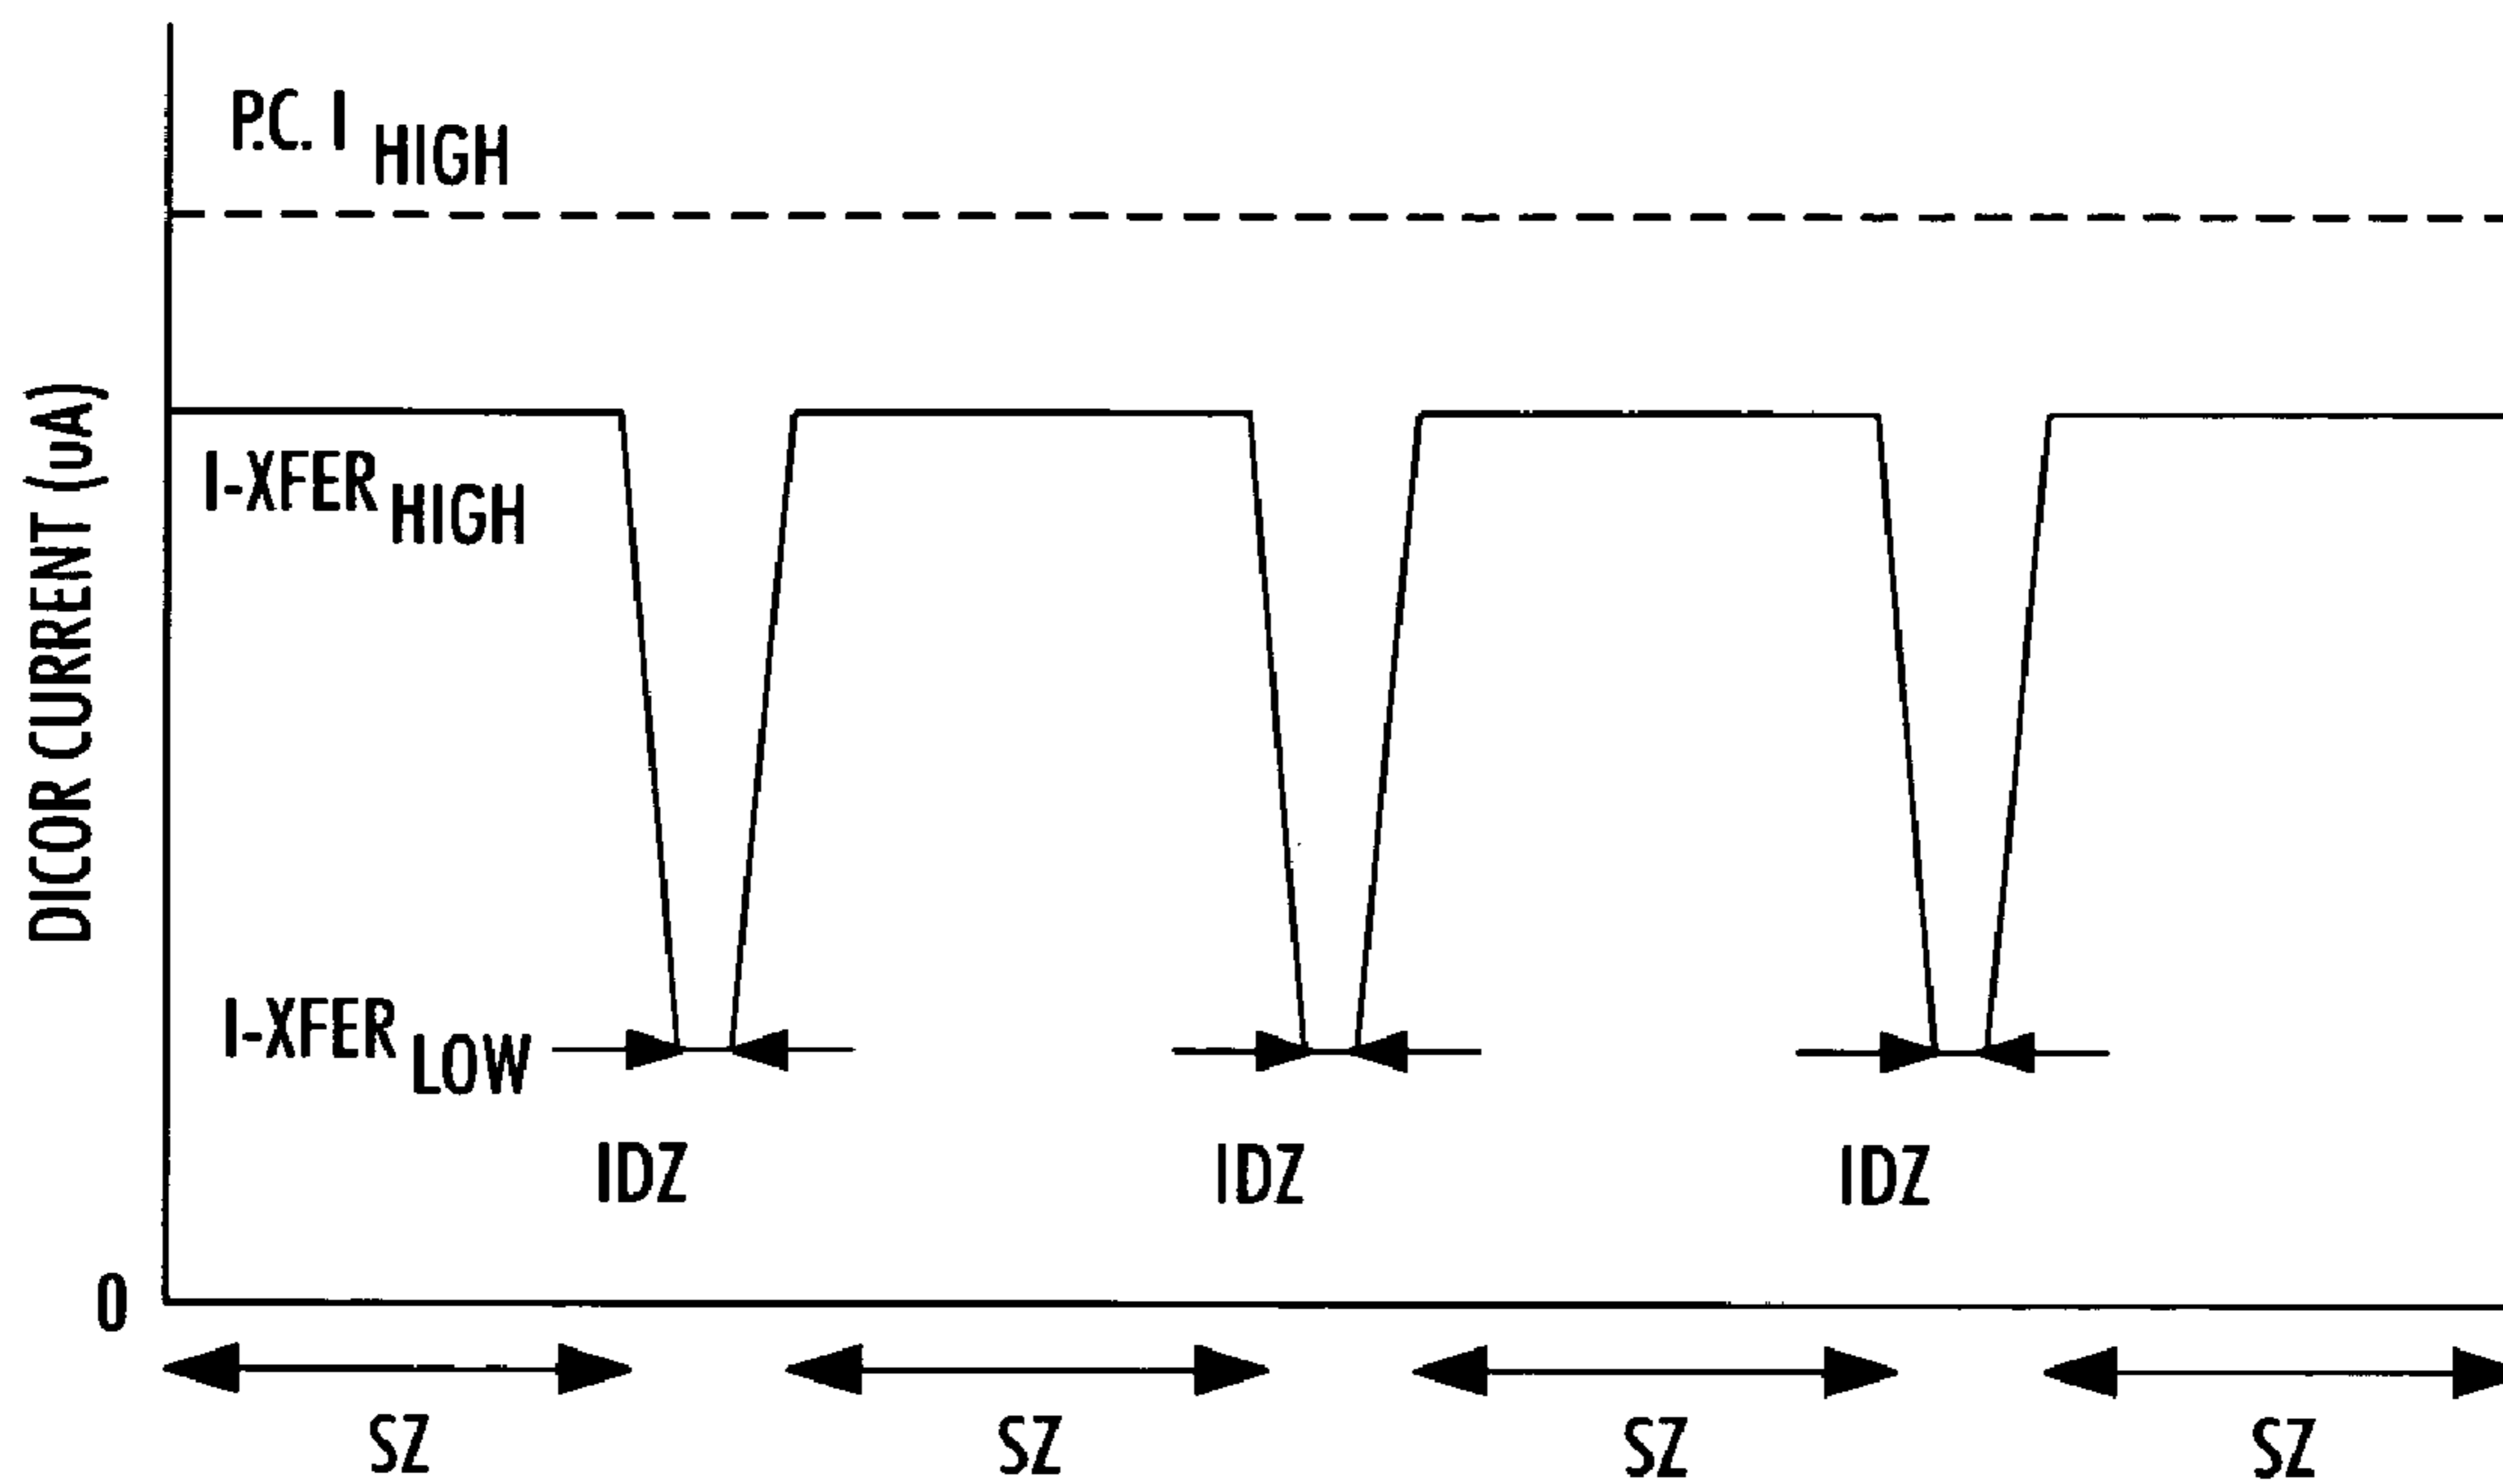 P.C. I HIGH
DICOR CURRENT (uA)
I-XFER HIGH
I-XFER LOW
IDZ IDZ IDZ
0
SZ SZ SZ SZ